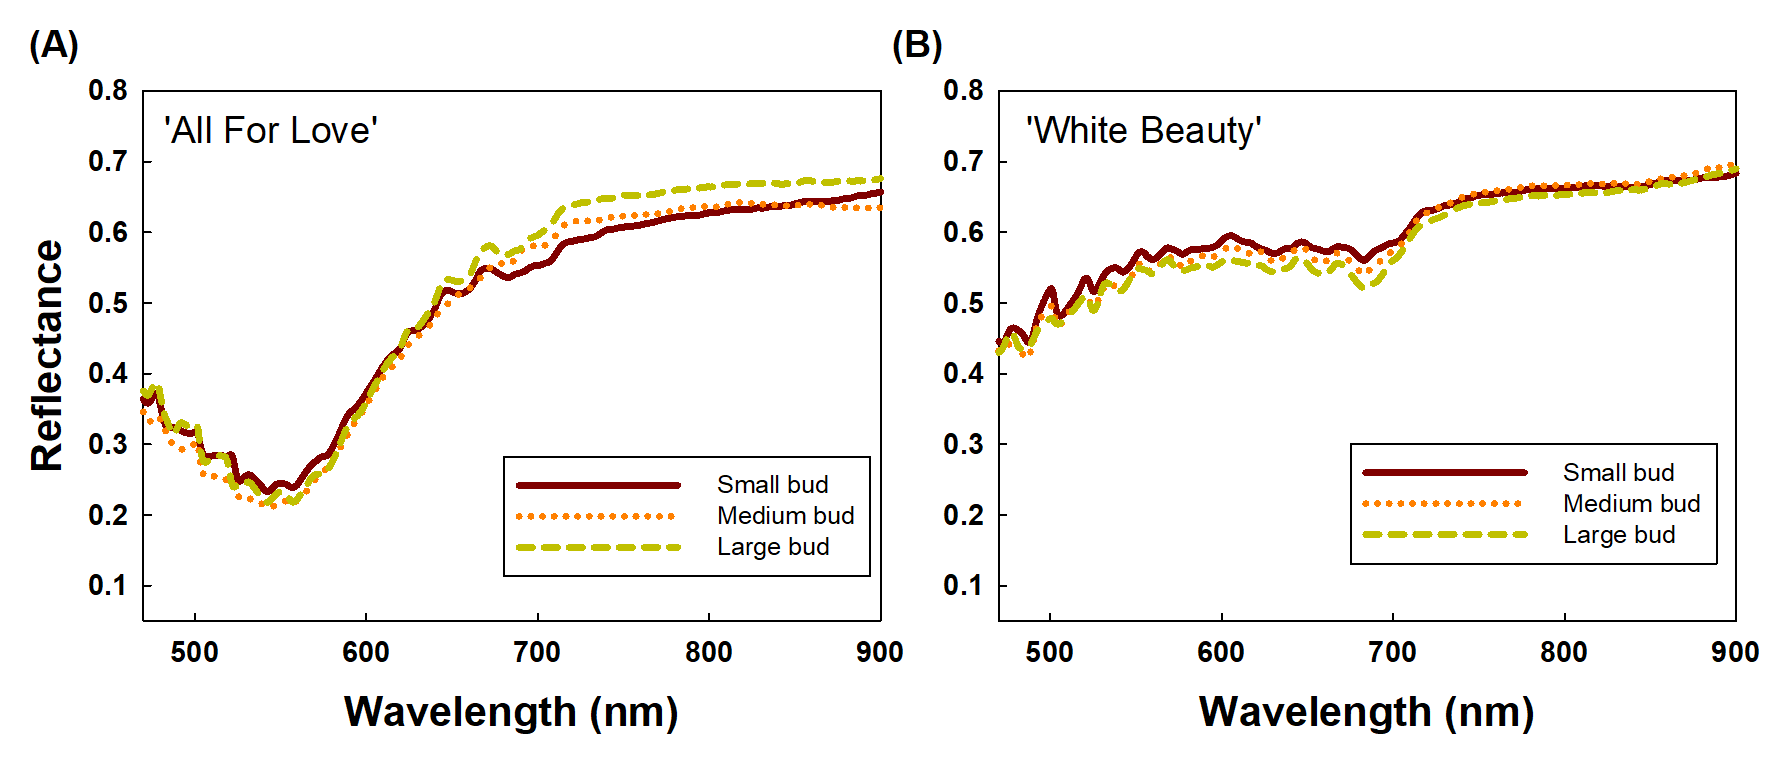 (A)
'All For Love'
Reflectance
0.8
0.7
0.6
0.5
0.4
0.3
0.2
0.1
500 600 700 800 900
Wavelength (nm)
Small bud
Medium bud
Large bud
(B)
'White Beauty'
0.8
0.7
0.6
0.5
0.4
0.3
0.2
0.1
500 600 700 800 900
Wavelength (nm)
Small bud
Medium bud
Large bud